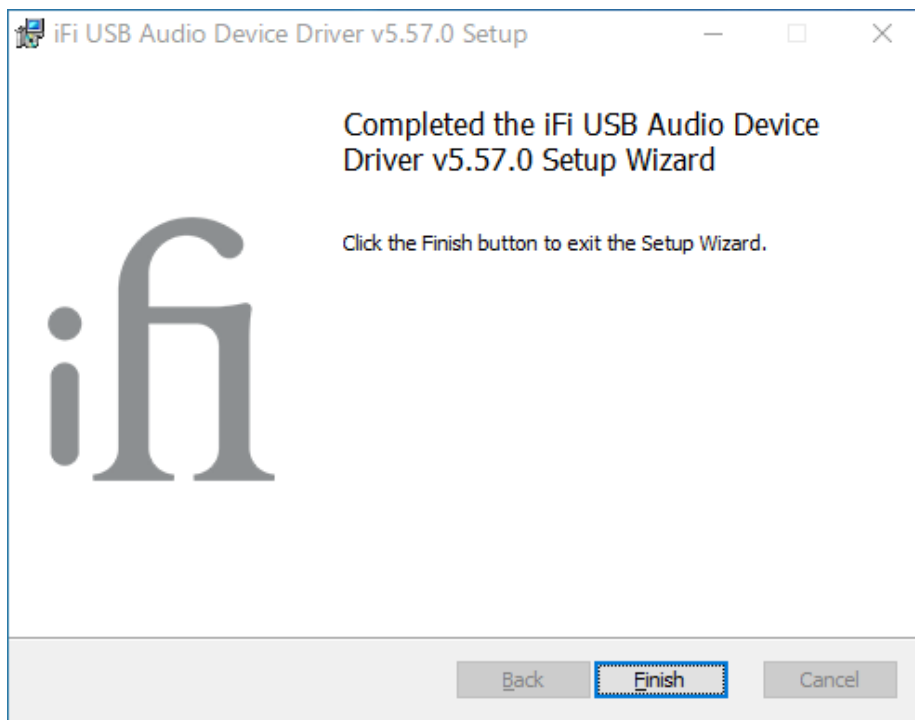 iFi USB Audio Device Driver v5.57.0 Setup
Completed the iFi USB Audio Device
Driver v5.57.0 Setup Wizard
Click the Finish button to exit the Setup Wizard.
ifi
Back
Finish
Cancel